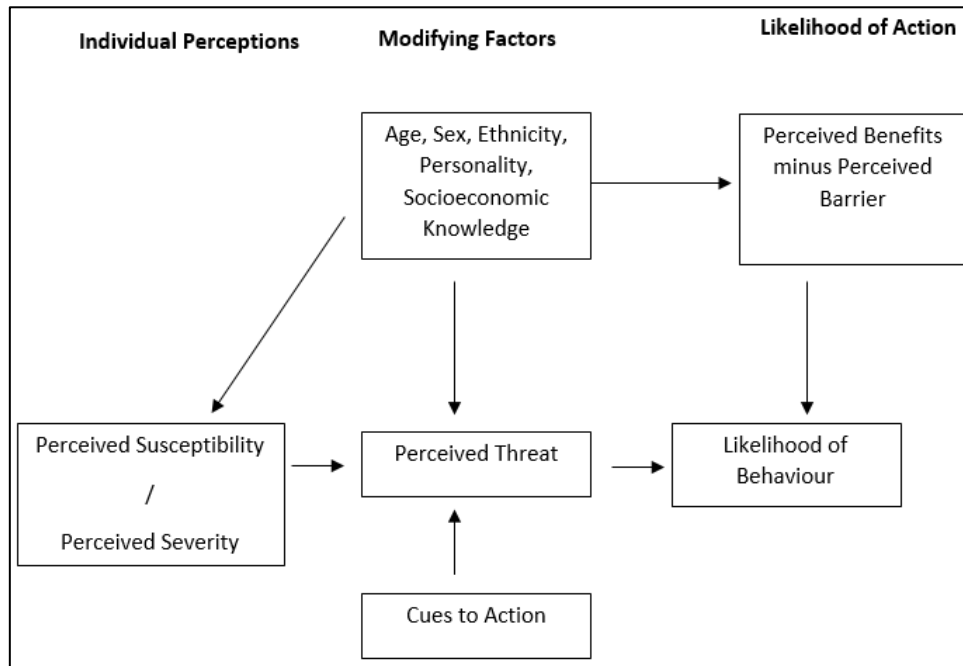 Individual Perceptions
Modifying Factors
Likelihood of Action
Age, Sex, Ethnicity,
Personality,
Socioeconomic
Knowledge
Perceived Benefits
minus Perceived
Barrier
Perceived Susceptibility
/
Perceived Severity
Perceived Threat
Likelihood of
Behaviour
Cues to Action